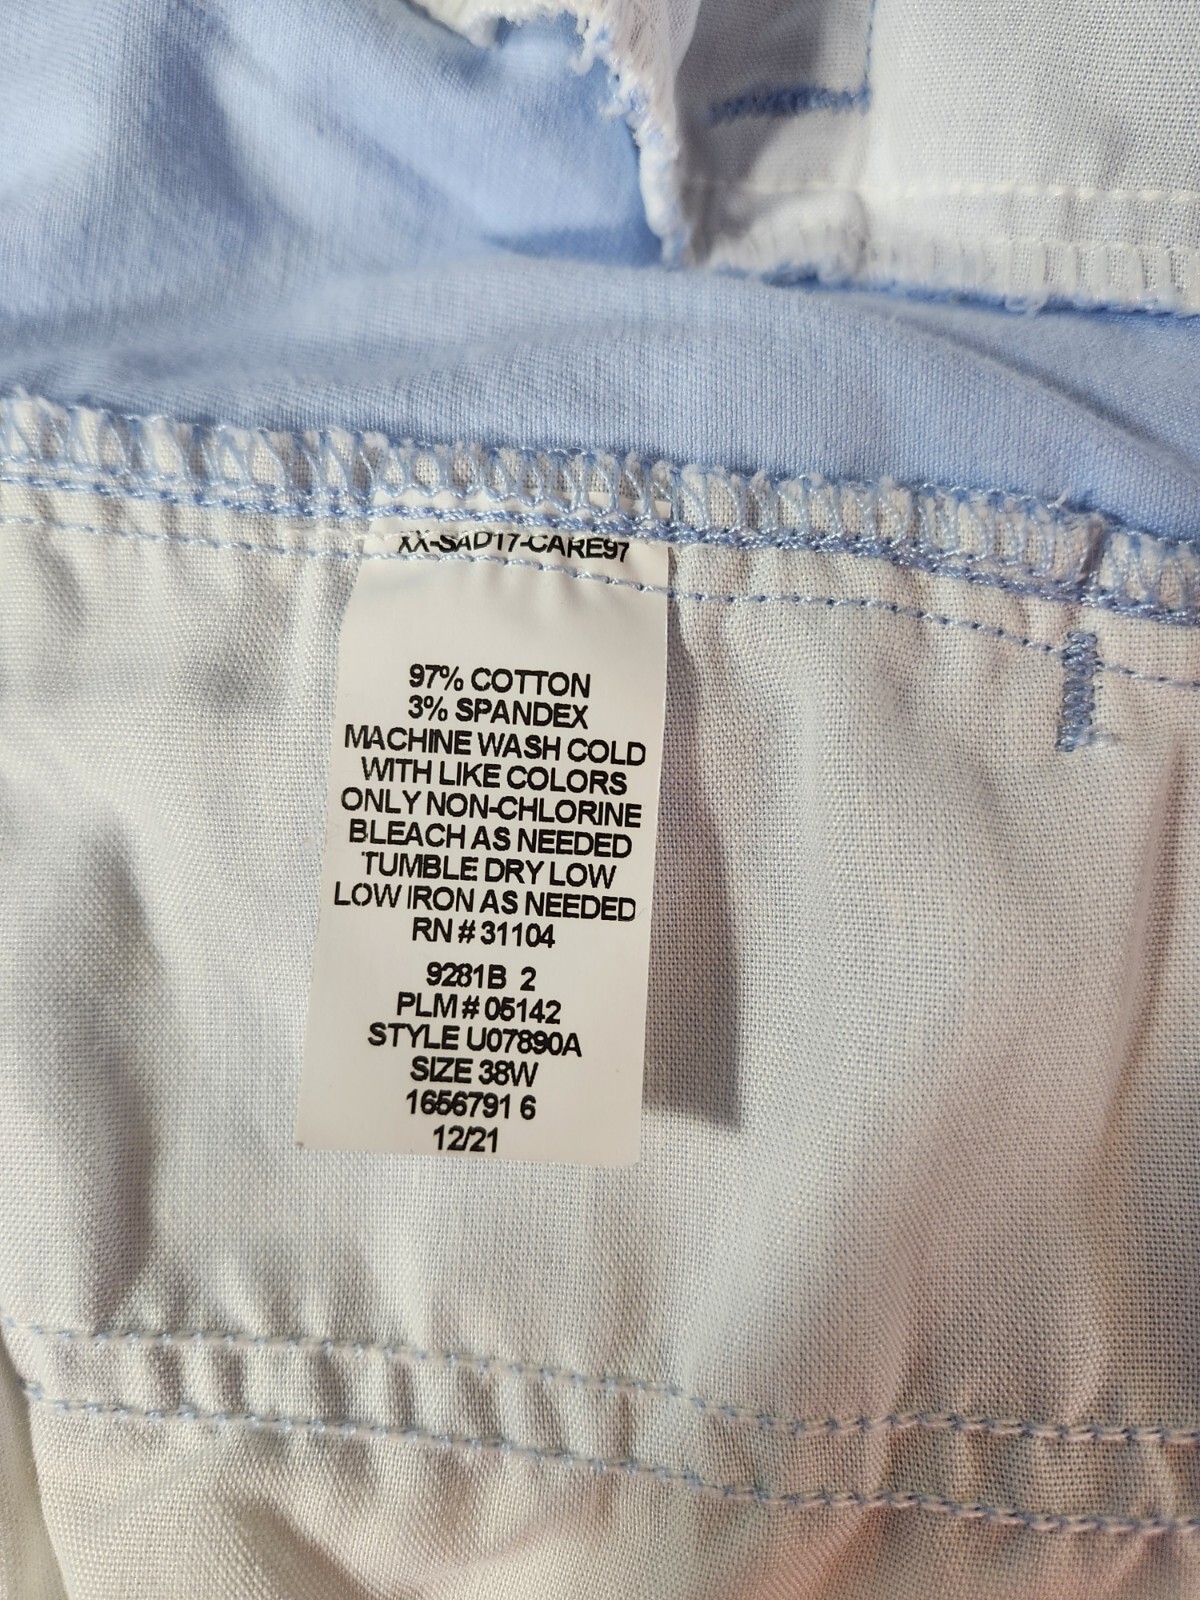 XX-SAD17-CARE97
97% COTTON
3% SPANDEX
MACHINE WASH COLD
WITH LIKE COLORS
ONLY NON-CHLORINE
BLEACH AS NEEDED
TUMBLE DRY LOW
LOW IRON AS NEEDED
RN # 31104
9281B 2
PLM # 05142
STYLE U07890A
SIZE 38W
1656791 6
12/21